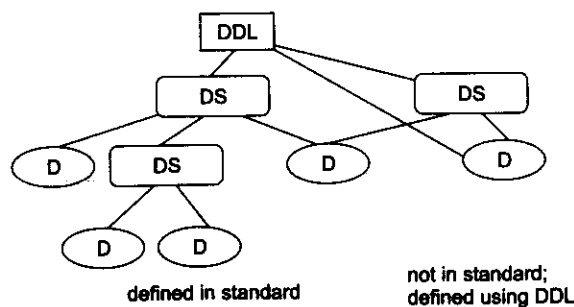 DDL
DS
DS
D
DS
D
D
D
D
defined in standard
not in standard;
defined using DDL